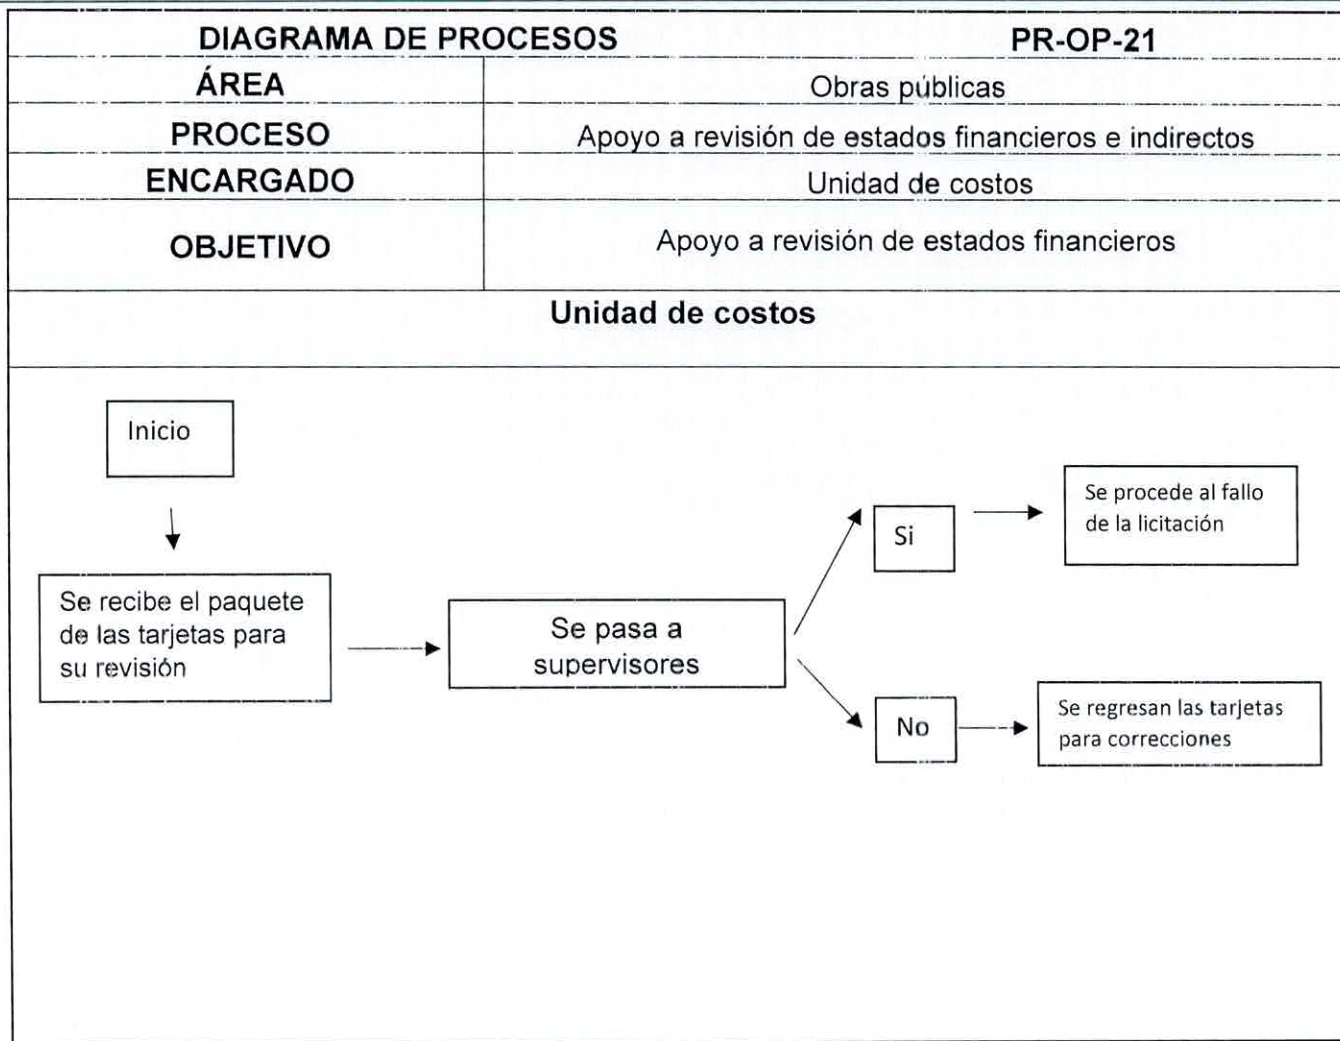 DIAGRAMA DE PROCESOS PR-OP-21
ÁREA Obras públicas
PROCESO Apoyo a revisión de estados financieros e indirectos
ENCARGADO Unidad de costos
OBJETIVO Apoyo a revisión de estados financieros
Unidad de costos
Inicio
Se recibe el paquete
de las tarjetas para
su revisión
Se pasa a
supervisores
Si
Se procede al fallo
de la licitación
No
Se regresan las tarjetas
para correcciones